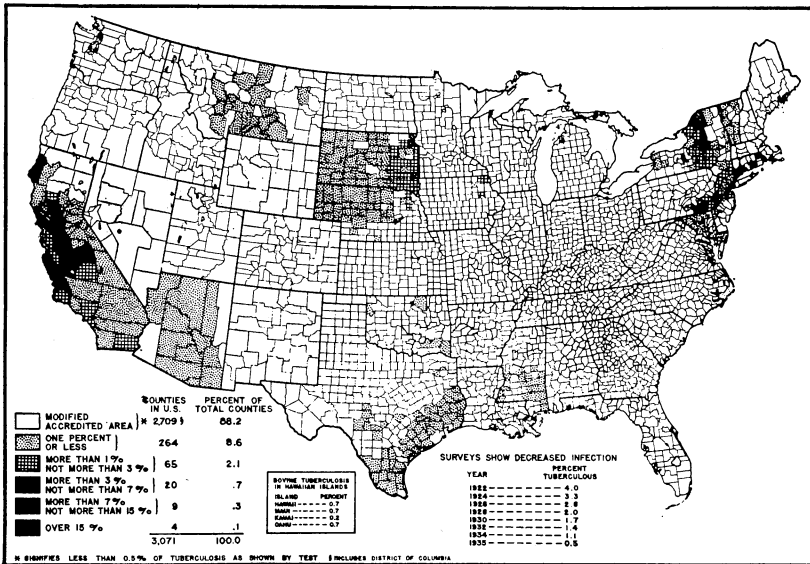 COUNTIES IN U.S.
PERCENT OF TOTAL COUNTIES
MODIFIED ACCREDITED AREA * 2,709 § 88.2
ONE PERCENT OR LESS 264 8.6
MORE THAN 1% NOT MORE THAN 3% 65 2.1
MORE THAN 3% NOT MORE THAN 7% 20 .7
MORE THAN 7% NOT MORE THAN 15% 9 .3
OVER 15% 4 .1
3,071 100.0
BOVINE TUBERCULOSIS
IN HAWAIIAN ISLANDS
ISLAND PERCENT
HAWAII 0.7
MAUI 0.7
KAUAI 0.2
OAHU 0.7
SURVEYS SHOW DECREASED INFECTION
YEAR PERCENT TUBERCULOUS
1922 4.0
1924 3.3
1926 2.8
1928 2.0
1930 1.7
1932 1.4
1934 1.1
1935 0.5
* SIGNIFIES LESS THAN 0.5% OF TUBERCULOSIS AS SHOWN BY TEST § INCLUDES DISTRICT OF COLUMBIA